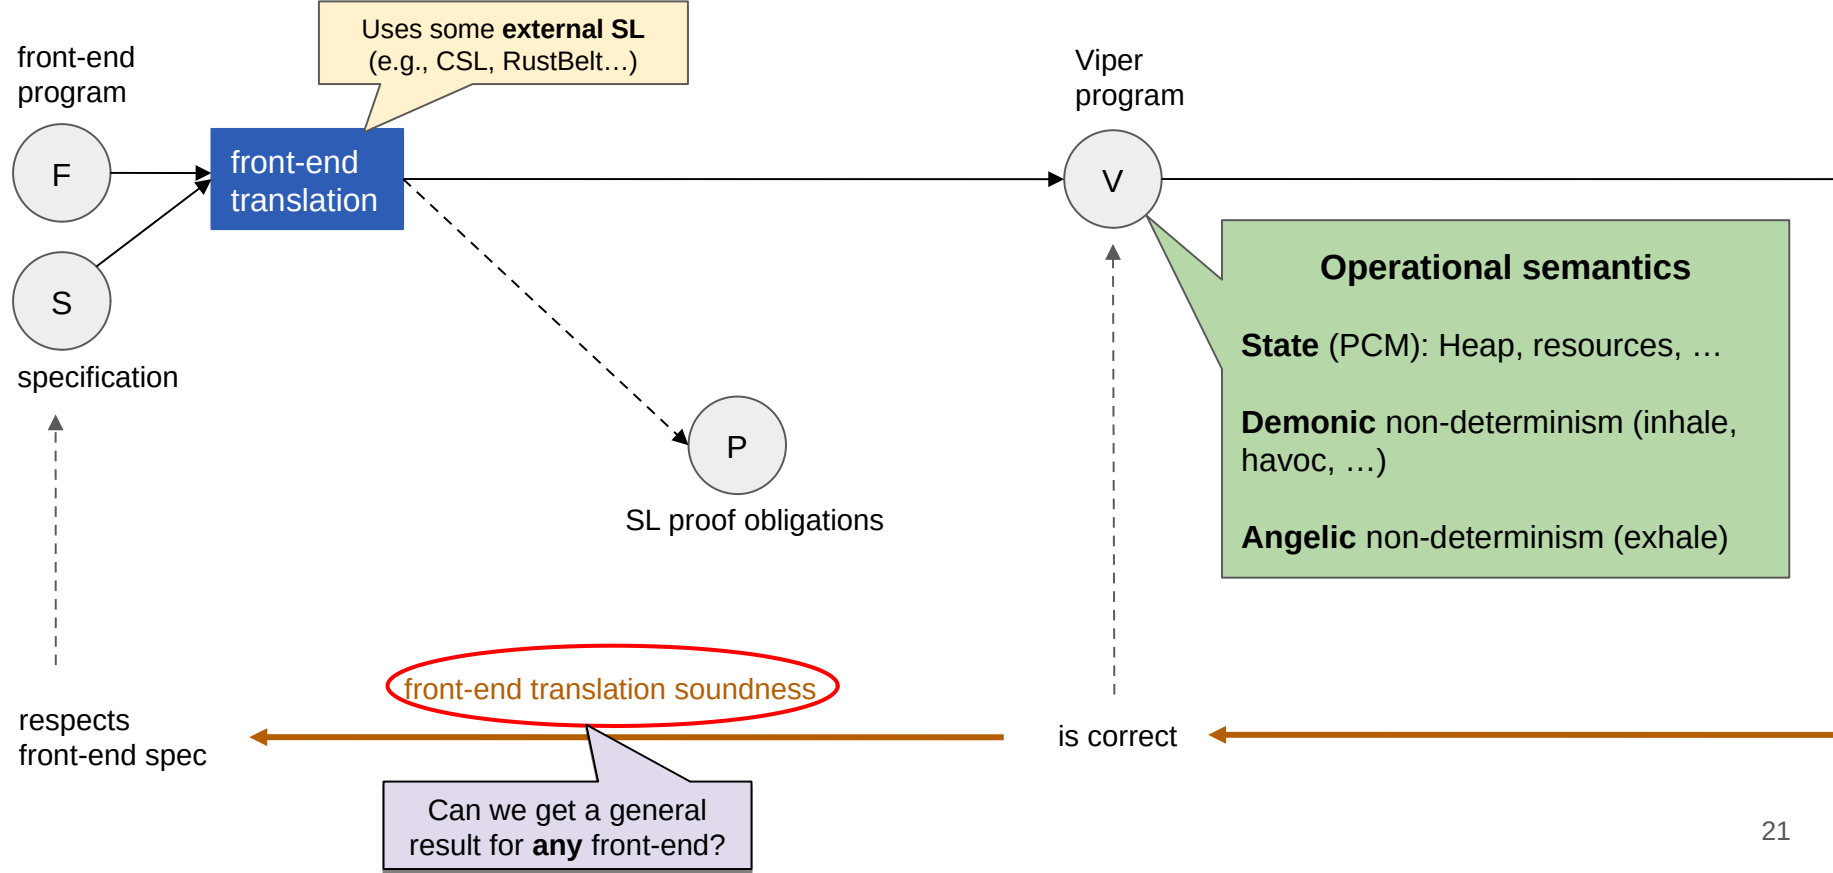 Uses some external SL
(e.g., CSL, RustBelt…)
front-end
program
Viper
program
F
front-end
translation
V
S
specification
Operational semantics
State (PCM): Heap, resources, …
Demonic non-determinism (inhale,
havoc, …)
Angelic non-determinism (exhale)
P
SL proof obligations
front-end translation soundness
respects
front-end spec
is correct
Can we get a general
result for any front-end?
21